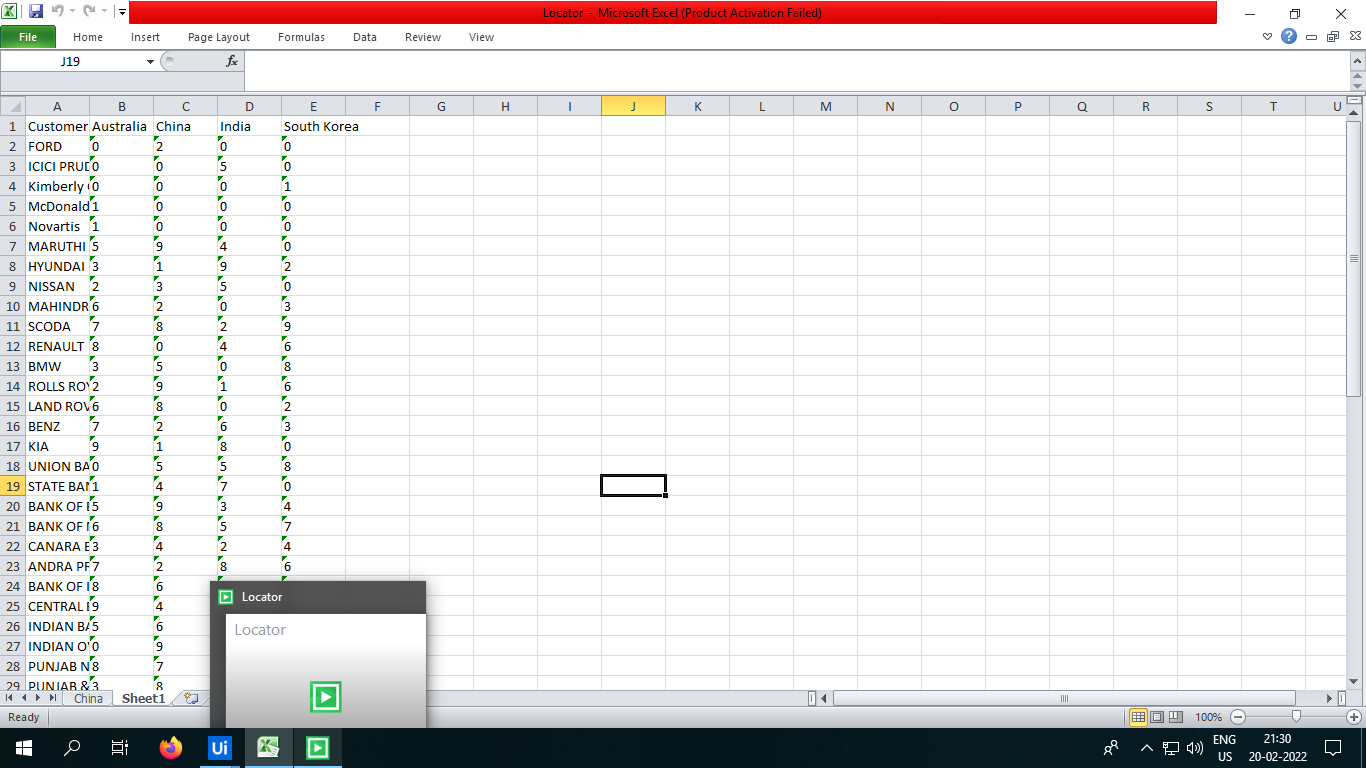 Locator - Microsoft Excel (Product Activation Failed)
File Home Insert Page Layout Formulas Data Review View
J19 fx
A B C D E F G H I J K L M N O P Q R S T U
1 Customer Australia China India South Korea
2 FORD 0 2 0 0
3 ICICI PRUD 0 0 5 0
4 Kimberly 0 0 0 1
5 McDonald 1 0 0 0
6 Novartis 1 0 0 0
7 MARUTHI 5 9 4 0
8 HYUNDAI 3 1 9 2
9 NISSAN 2 3 5 0
10 MAHINDR 6 2 0 3
11 SCODA 7 8 2 9
12 RENAULT 8 0 4 6
13 BMW 3 5 0 8
14 ROLLS ROY 2 9 1 6
15 LAND ROV 6 8 0 2
16 BENZ 7 2 6 3
17 KIA 9 1 8 0
18 UNION BA 0 5 5 8
19 STATE BAN 1 4 7 0
20 BANK OF 5 9 3 4
21 BANK OF 6 8 5 7
22 CANARA 3 4 2 4
23 ANDRA PR 7 2 8 6
24 BANK OF 8 6
25 CENTRAL 9 4
26 INDIAN BA 5 6
27 INDIAN 0 9
28 PUNJAB N 8 7
29 PUNJAB & 3 8
Locator
Locator
China Sheet1
Ready 100%
Ui
ENG 21:30
US 20-02-2022